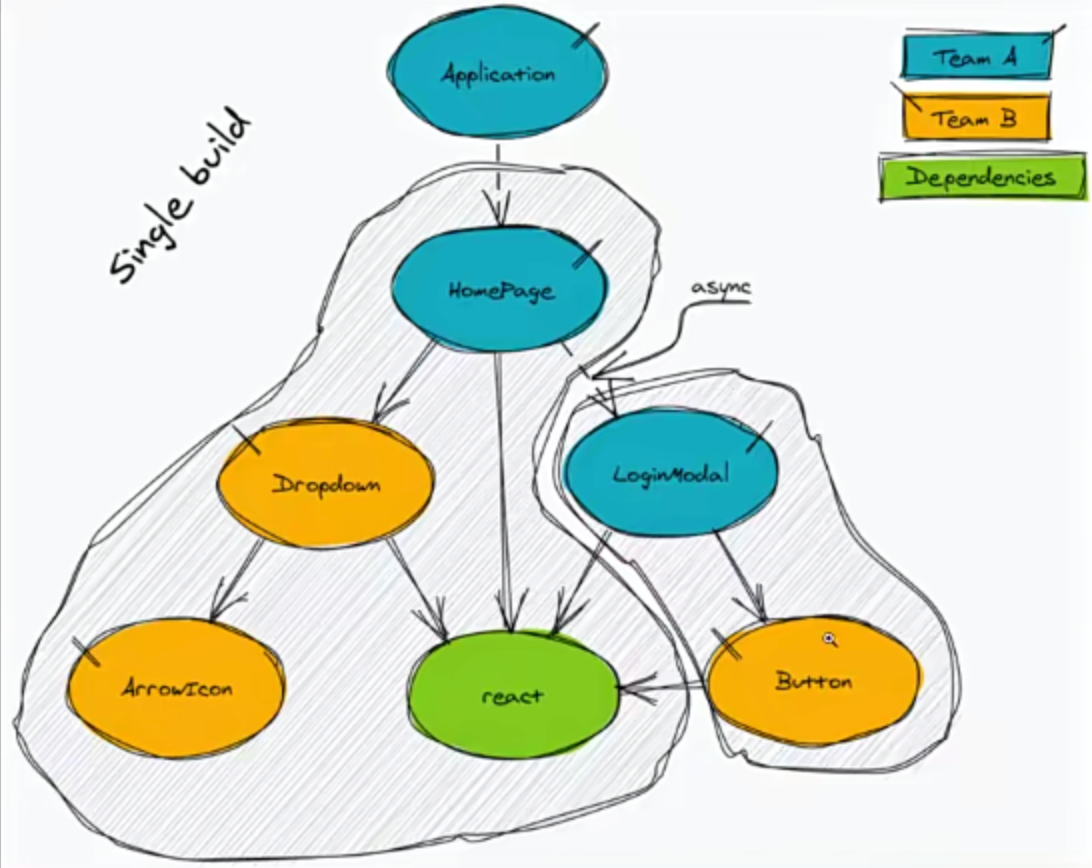 Application
Team A
Team B
Dependencies
Single build
HomePage
async
Dropdown
LoginModal
ArrowIcon
react
Button